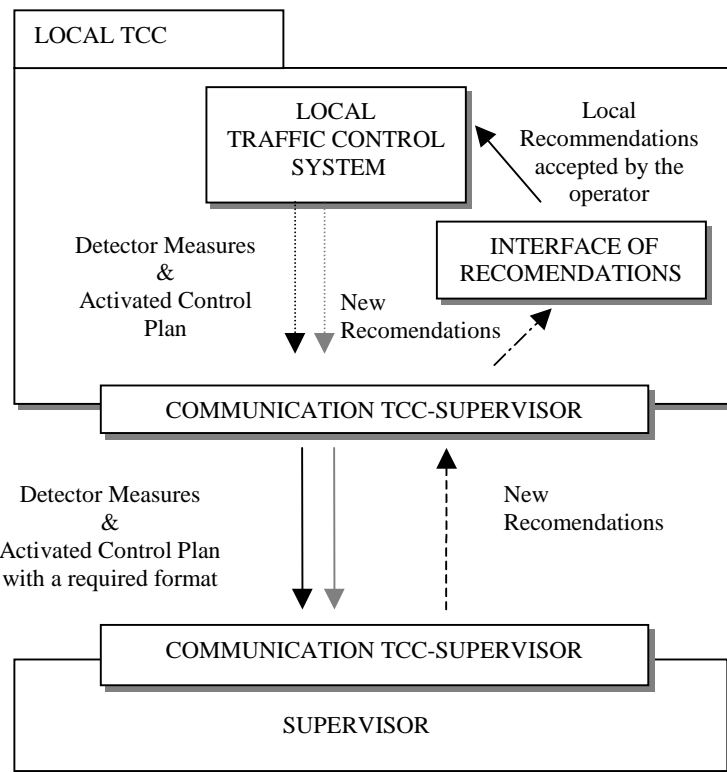 LOCAL TCC
LOCAL
TRAFFIC CONTROL
SYSTEM
Local
Recommendations
accepted by the
operator
Detector Measures
&
Activated Control
Plan
New
Recomendations
INTERFACE OF
RECOMENDATIONS
COMMUNICATION TCC-SUPERVISOR
Detector Measures
&
Activated Control Plan
with a required format
New
Recomendations
COMMUNICATION TCC-SUPERVISOR
SUPERVISOR